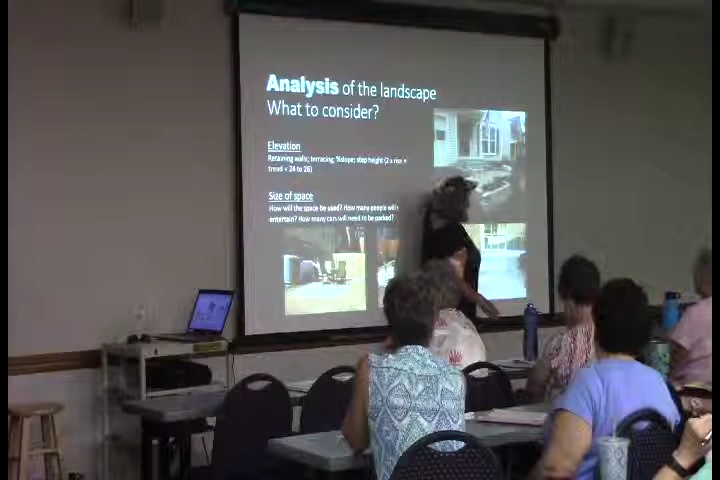 Analysis of the landscape
What to consider?
Elevation
Retaining walls; terracing; %slope; step height (2 x rise +
tread = 24 to 26)
Size of space
How will the space be used? How many people will
entertain? How many cars will need to be parked?